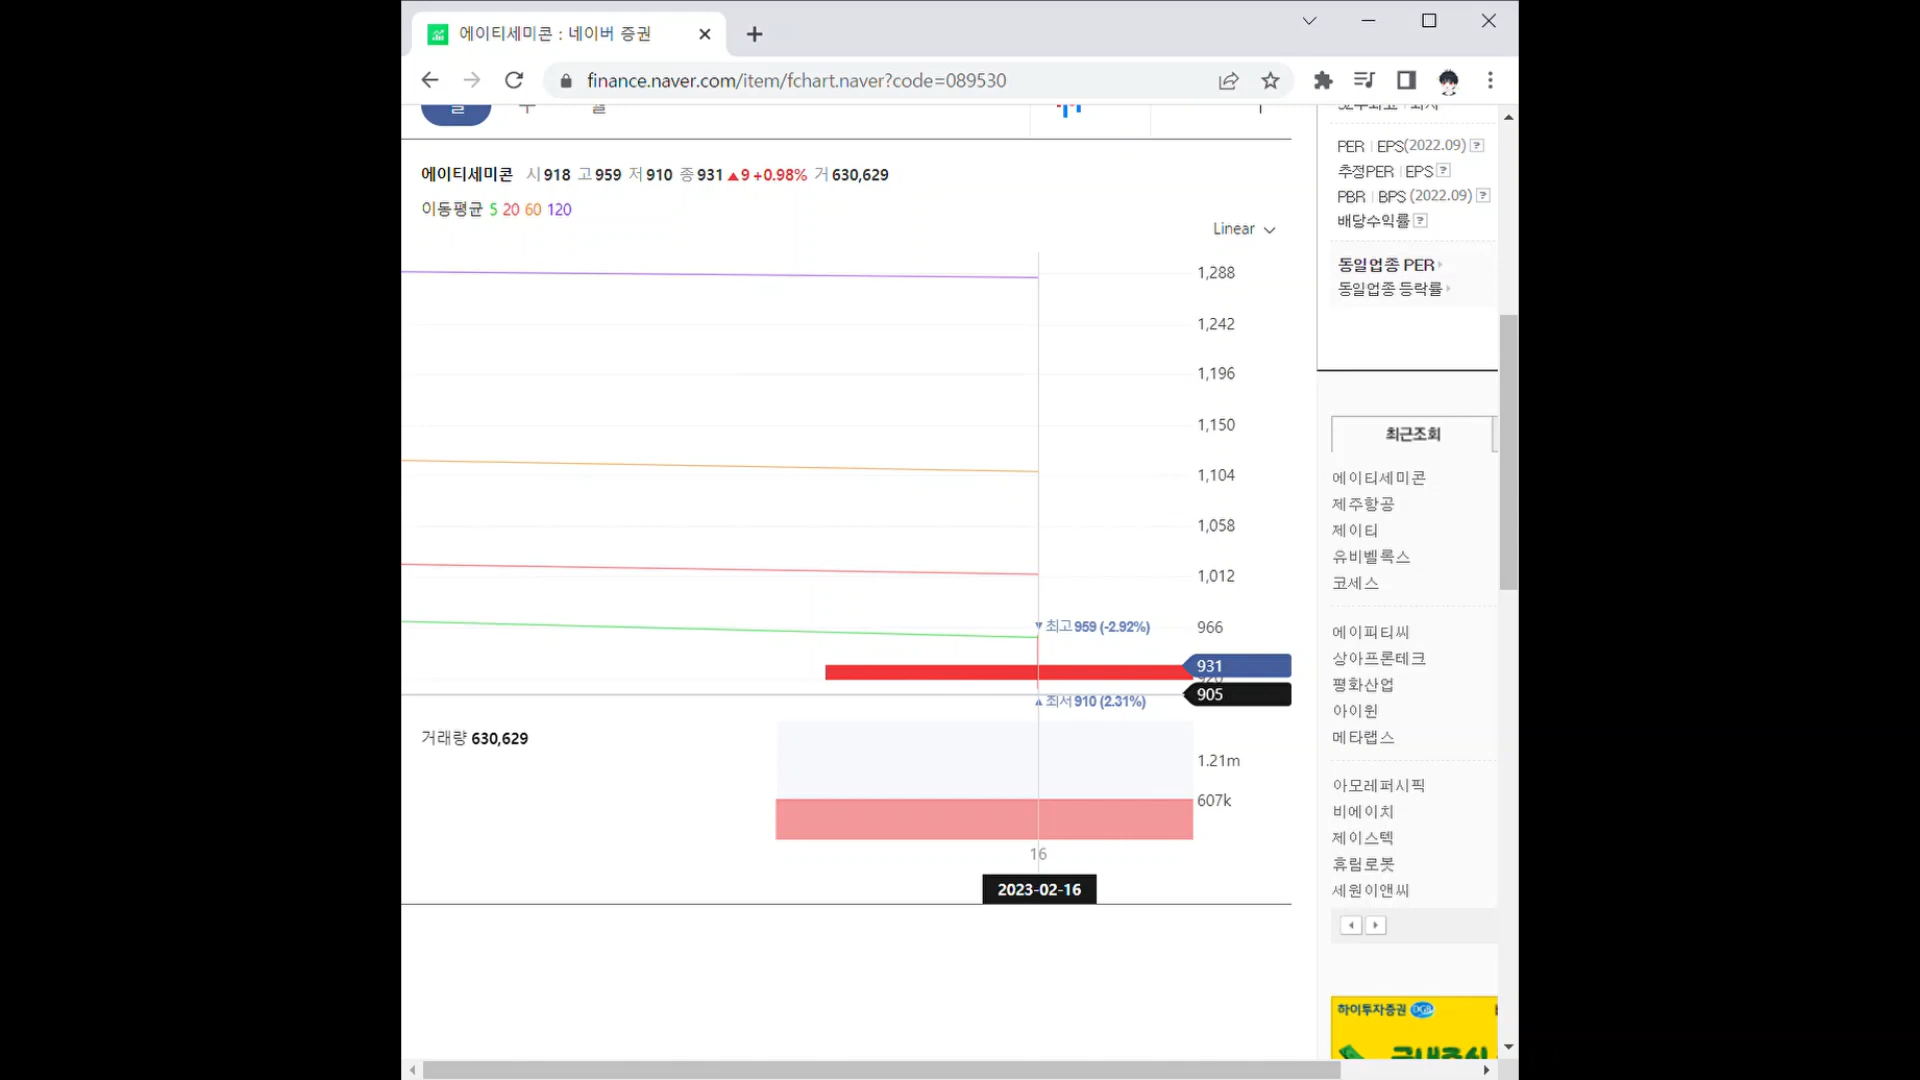 에이티세미콘 : 네이버 증권
finance.naver.com/item/fchart.naver?code=089530
에이티세미콘 시 918 고 959 저 910 종 931 ▲9 +0.98% 거 630,629
이동평균 5 20 60 120
Linear
1,288
1,242
1,196
1,150
1,104
1,058
1,012
966
▼최고 959 (-2.92%)
931
905
▲최저 910 (2.31%)
거래량 630,629
1.21m
607k
16
2023-02-16
PER | EPS(2022.09) ?
추정PER | EPS ?
PBR | BPS (2022.09) ?
배당수익률 ?
동일업종 PER
동일업종 등락률
최근조회
에이티세미콘
제주항공
제이티
유비벨록스
코세스
에이피티씨
상아프론테크
평화산업
아이윈
메타랩스
아모레퍼시픽
비에이치
제이스텍
휴림로봇
세원이앤씨
하이투자증권 DGB